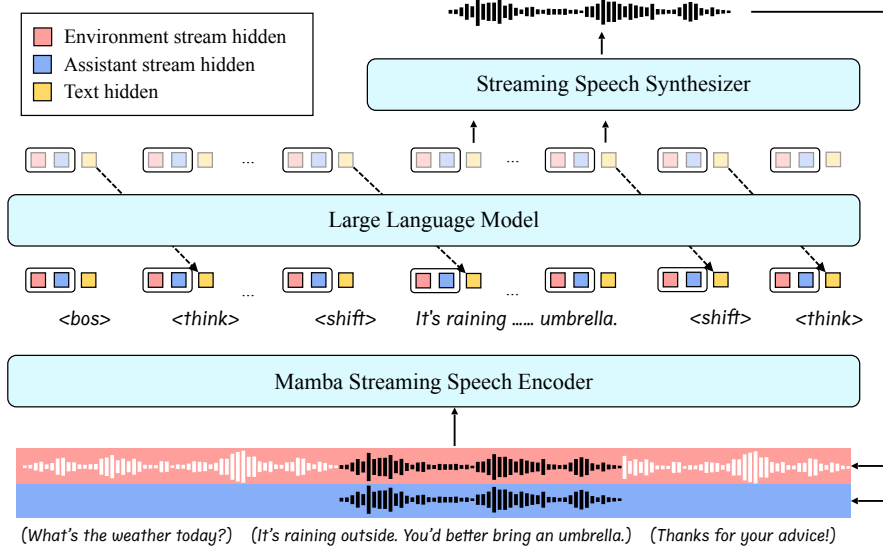 Environment stream hidden
Assistant stream hidden
Text hidden
Streaming Speech Synthesizer
... ...
Large Language Model
... ...
<bos> <think> <shift> It's raining ...... umbrella. <shift> <think>
Mamba Streaming Speech Encoder
(What's the weather today?) (It's raining outside. You'd better bring an umbrella.) (Thanks for your advice!)